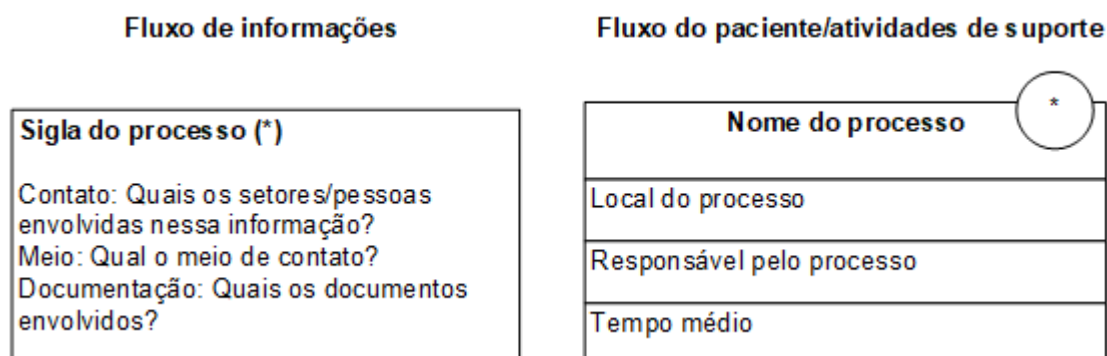 Fluxo de informações
Sigla do processo (*)
Contato: Quais os setores/pessoas
envolvidas nessa informação?
Meio: Qual o meio de contato?
Documentação: Quais os documentos
envolvidos?
Fluxo do paciente/atividades de suporte
*
Nome do processo
Local do processo
Responsável pelo processo
Tempo médio